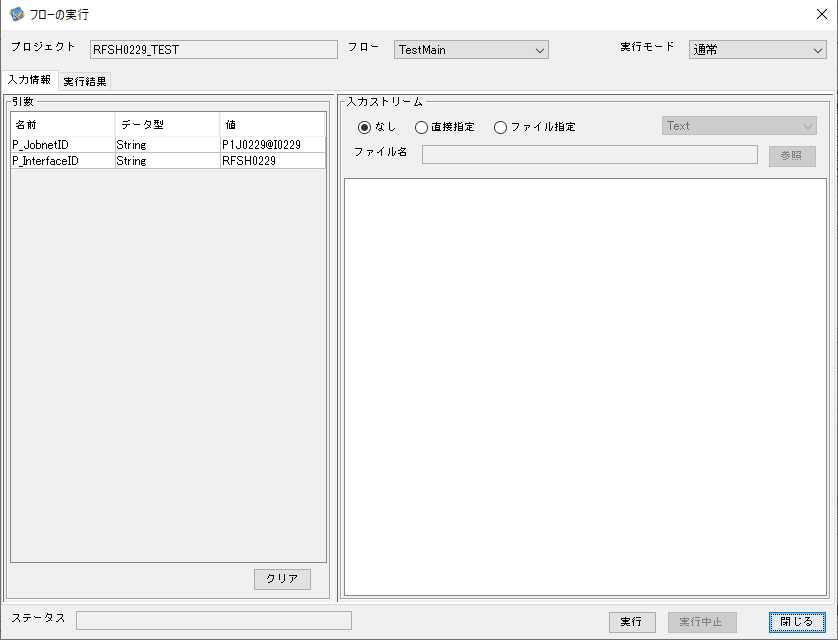 フローの実行
プロジェクト RFSH0229_TEST フロー TestMain 実行モード 通常
入力情報 実行結果
引数
名前 データ型 値
P_JobnetID String P1J0229@I0229
P_InterfaceID String RFSH0229
クリア
入力ストリーム
なし 直接指定 ファイル指定 Text
ファイル名 参照
ステータス 実行 実行中止 閉じる